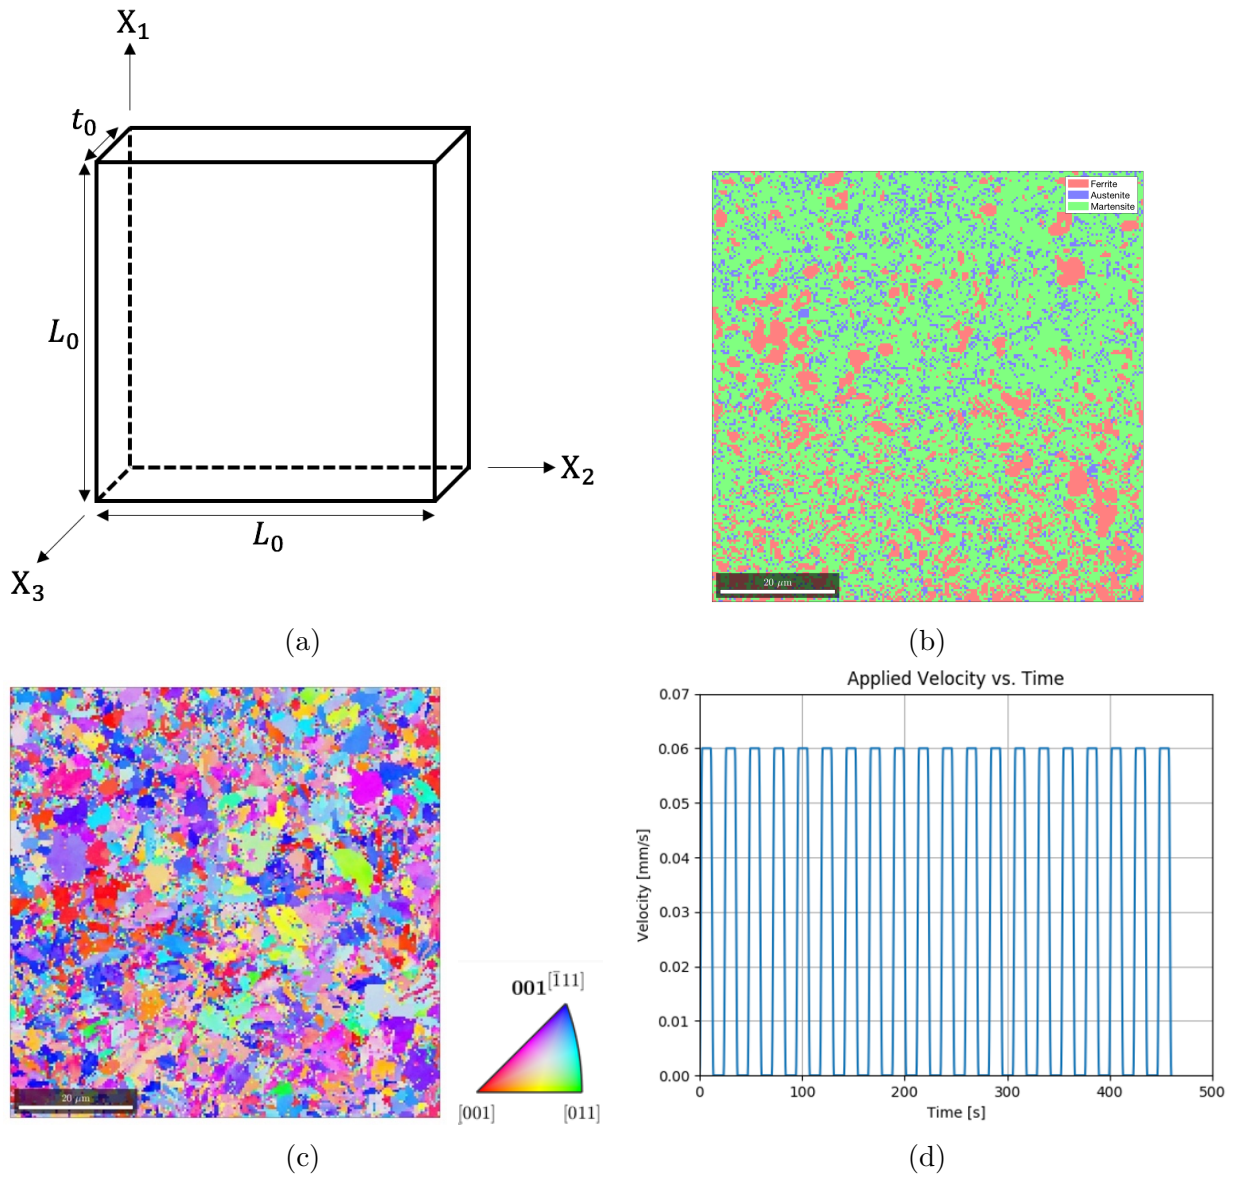 X₁
t₀
L₀
L₀
X₂
X₃
(a)
Ferrite
Austenite
Martensite
20 μm
(b)
20 μm
001
[1̅11]
[001]
[011]
(c)
Applied Velocity vs. Time
Velocity [mm/s]
0.07
0.06
0.05
0.04
0.03
0.02
0.01
0.00
0
100
200
300
400
500
Time [s]
(d)